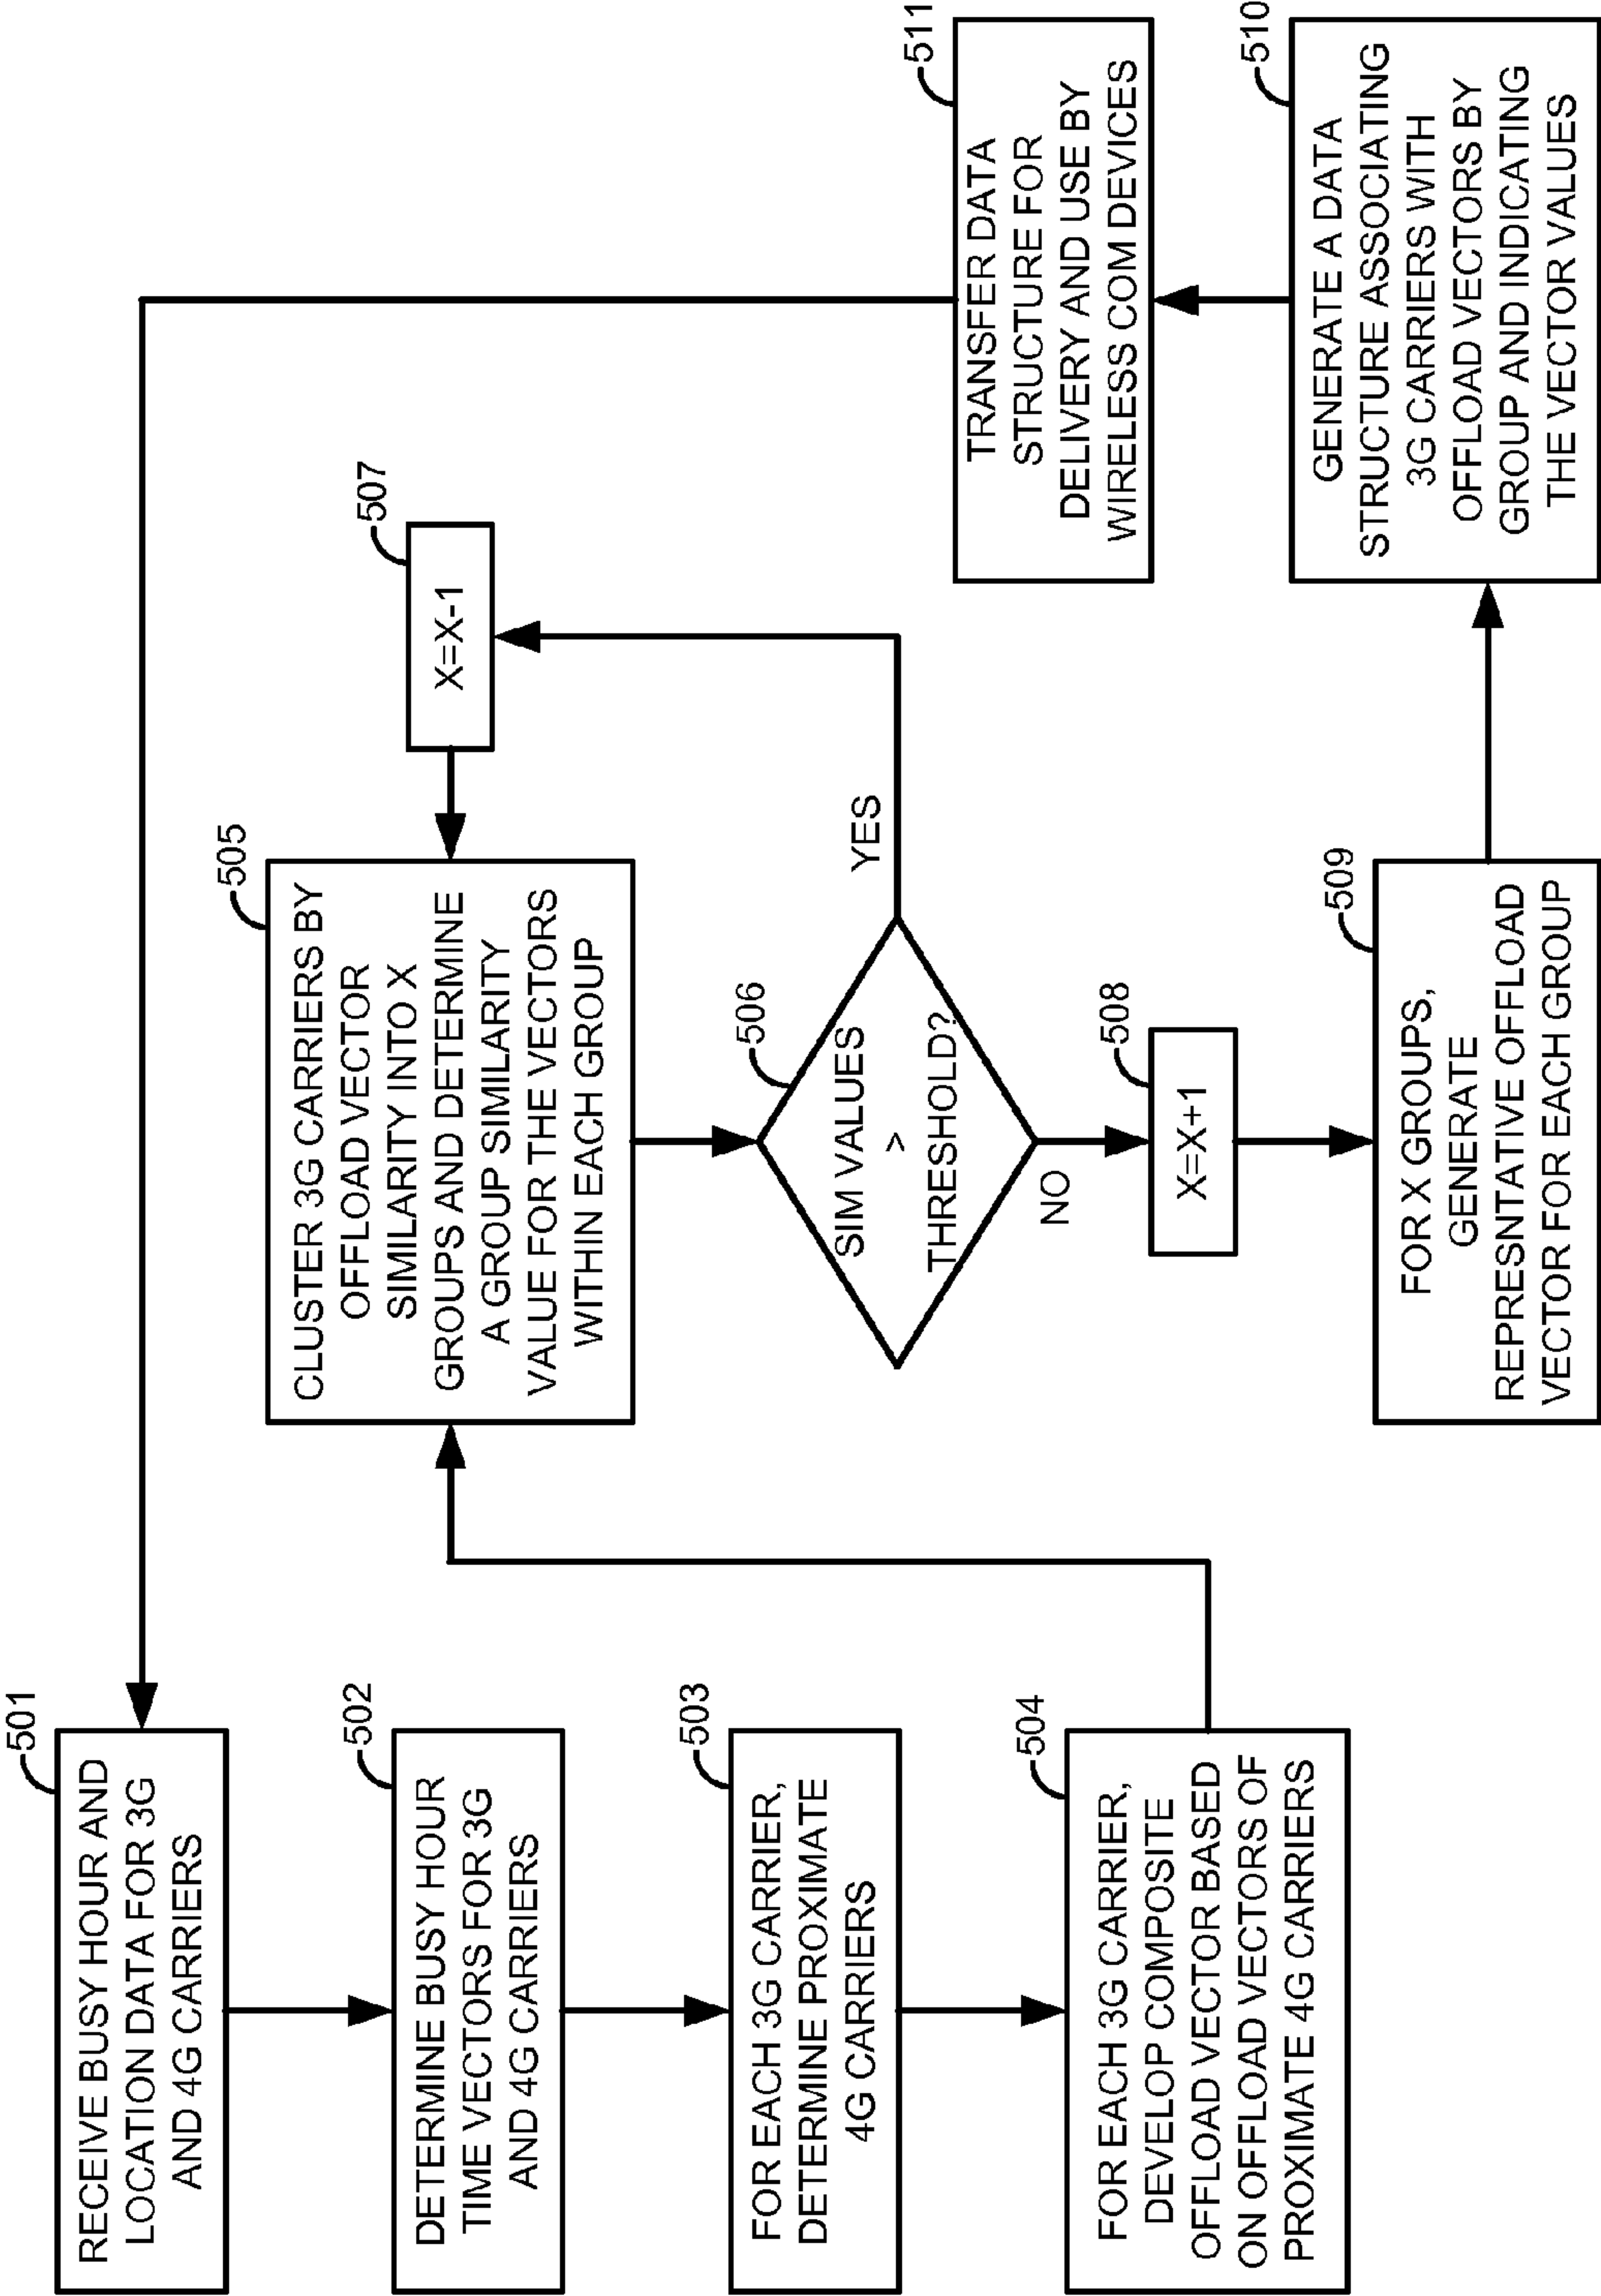 501
RECEIVE BUSY HOUR AND
LOCATION DATA FOR 3G
AND 4G CARRIERS
502
DETERMINE BUSY HOUR
TIME VECTORS FOR 3G
AND 4G CARRIERS
503
FOR EACH 3G CARRIER,
DETERMINE PROXIMATE
4G CARRIERS
504
FOR EACH 3G CARRIER,
DEVELOP COMPOSITE
OFFLOAD VECTOR BASED
ON OFFLOAD VECTORS OF
PROXIMATE 4G CARRIERS
505
CLUSTER 3G CARRIERS BY
OFFLOAD VECTOR
SIMILARITY INTO X
GROUPS AND DETERMINE
A GROUP SIMILARITY
VALUE FOR THE VECTORS
WITHIN EACH GROUP
506
SIM VALUES
>
THRESHOLD?
YES
NO
507
X=X-1
508
X=X+1
509
FOR X GROUPS,
GENERATE
REPRESNTATIVE OFFLOAD
VECTOR FOR EACH GROUP
510
GENERATE A DATA
STRUCTURE ASSOCIATING
3G CARRIERS WITH
OFFLOAD VECTORS BY
GROUP AND INDICATING
THE VECTOR VALUES
511
TRANSFER DATA
STRUCTURE FOR
DELIVERY AND USE BY
WIRELESS COM DEVICES